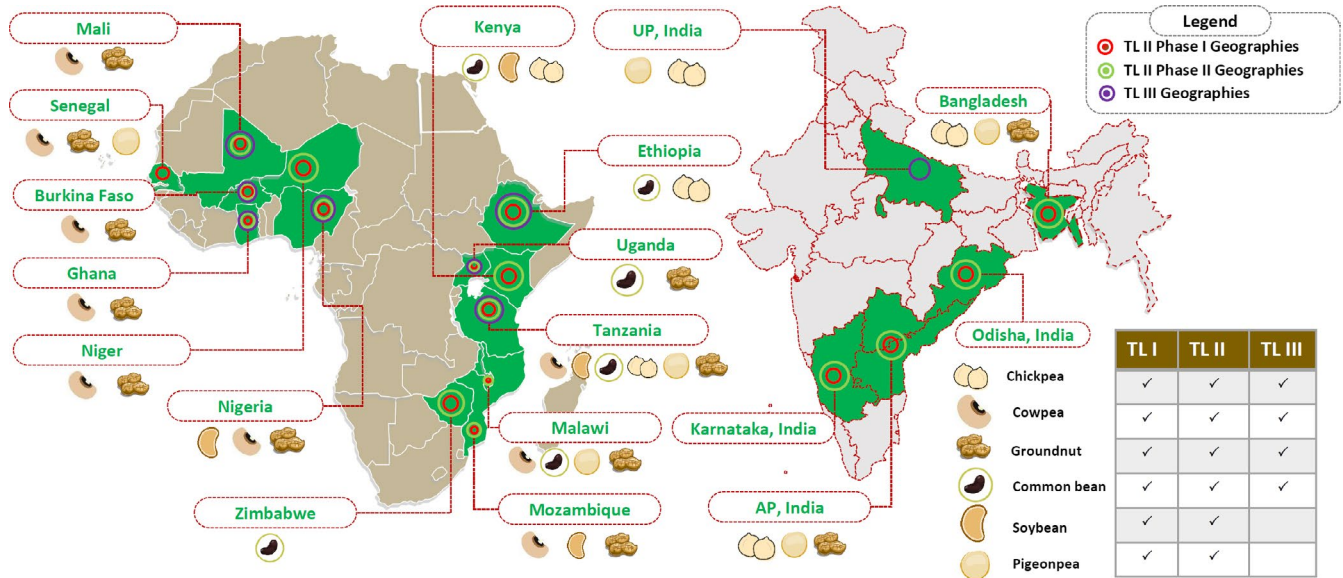 Mali
Kenya
UP, India
Legend
TL II Phase I Geographies
TL II Phase II Geographies
TL III Geographies
Senegal
Bangladesh
Ethiopia
Burkina Faso
Uganda
Ghana
Tanzania
Niger
Odisha, India
Nigeria
Malawi
Karnataka, India
Zimbabwe
Mozambique
AP, India
TL I TL II TL III
Chickpea ✓ ✓ ✓
Cowpea ✓ ✓ ✓
Groundnut ✓ ✓ ✓
Common bean ✓ ✓ ✓
Soybean ✓ ✓
Pigeonpea ✓ ✓